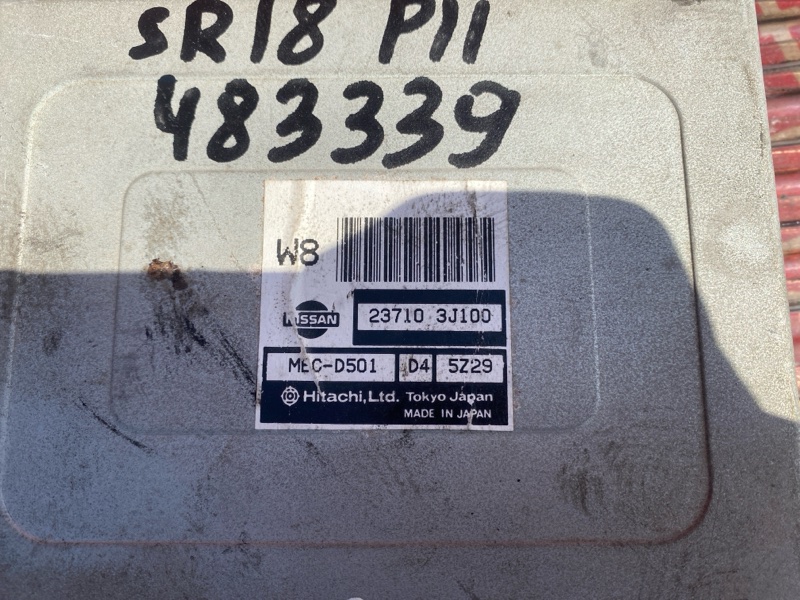 SR18 P11
483339
W8
NISSAN 23710 3J100
MEC-D501 D4 5Z29
Hitachi, Ltd. Tokyo Japan
MADE IN JAPAN